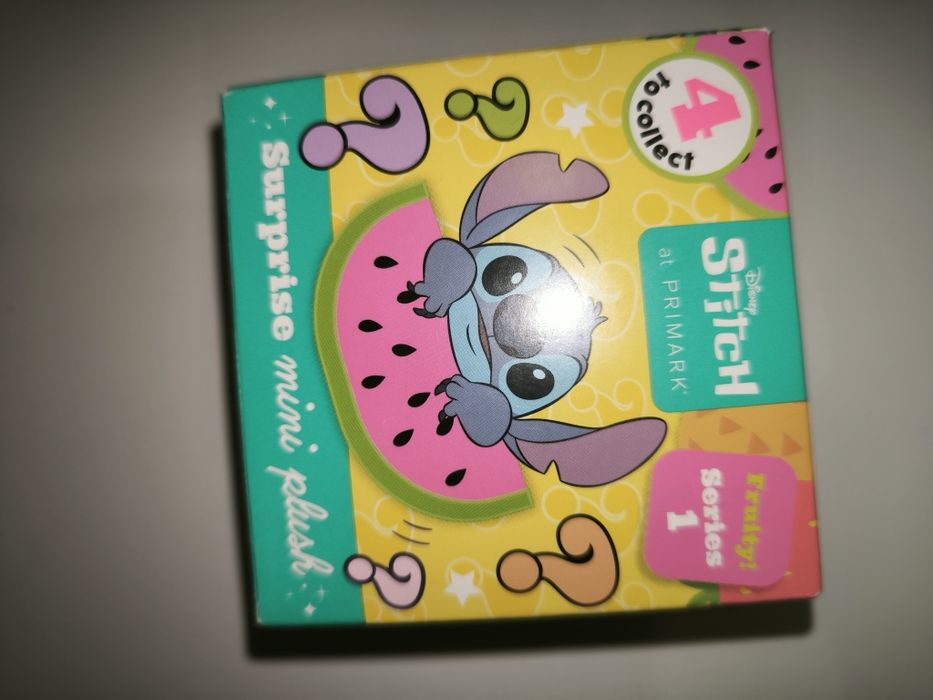 4
to collect
Disney
Stitch
at PRIMARK
Fruity!
Series
1
Surprise mini plush